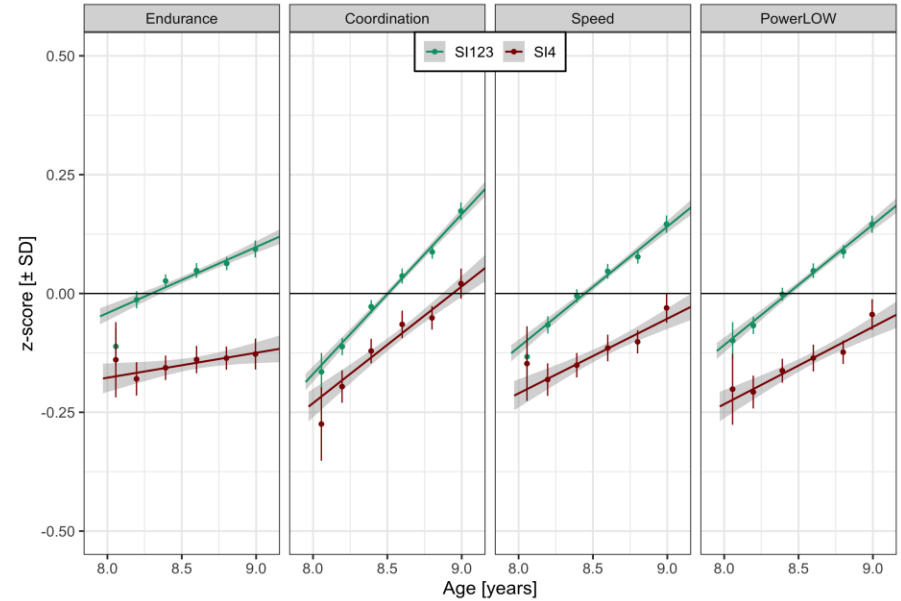 Endurance Coordination Speed PowerLOW
SI123 SI4
0.50
0.25
0.00
-0.25
-0.50
z-score [± SD]
8.0 8.5 9.0 8.0 8.5 9.0 8.0 8.5 9.0 8.0 8.5 9.0
Age [years]